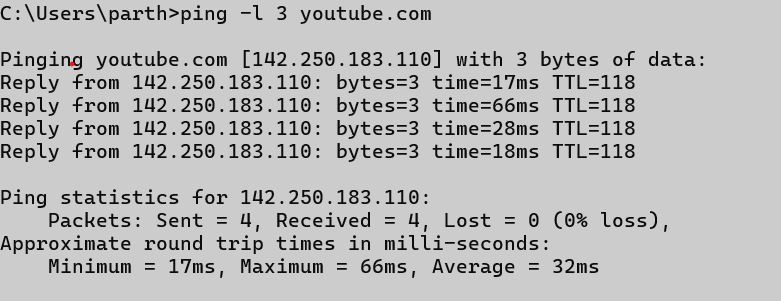 C:\Users\parth>ping -l 3 youtube.com
Pinging youtube.com [142.250.183.110] with 3 bytes of data:
Reply from 142.250.183.110: bytes=3 time=17ms TTL=118
Reply from 142.250.183.110: bytes=3 time=66ms TTL=118
Reply from 142.250.183.110: bytes=3 time=28ms TTL=118
Reply from 142.250.183.110: bytes=3 time=18ms TTL=118
Ping statistics for 142.250.183.110:
    Packets: Sent = 4, Received = 4, Lost = 0 (0% loss),
Approximate round trip times in milli-seconds:
    Minimum = 17ms, Maximum = 66ms, Average = 32ms